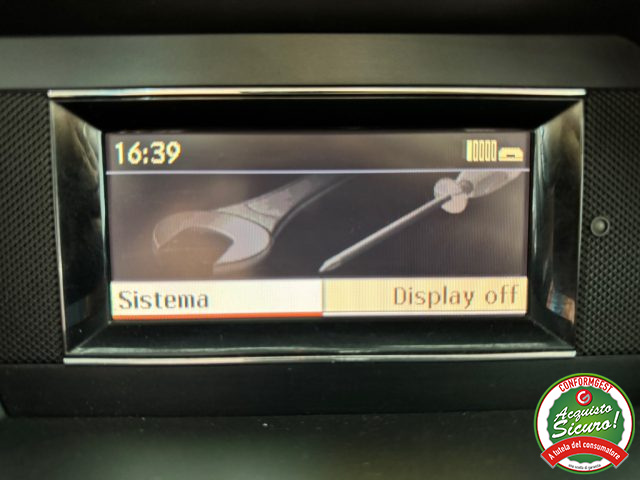 16:39
Sistema
Display off
CONFORMGEST
Acquisto
Sicuro!
A tutela del consumatore